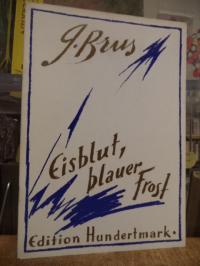 G. Brus
Eisblut,
blauer
Frost
Edition Hundertmark.